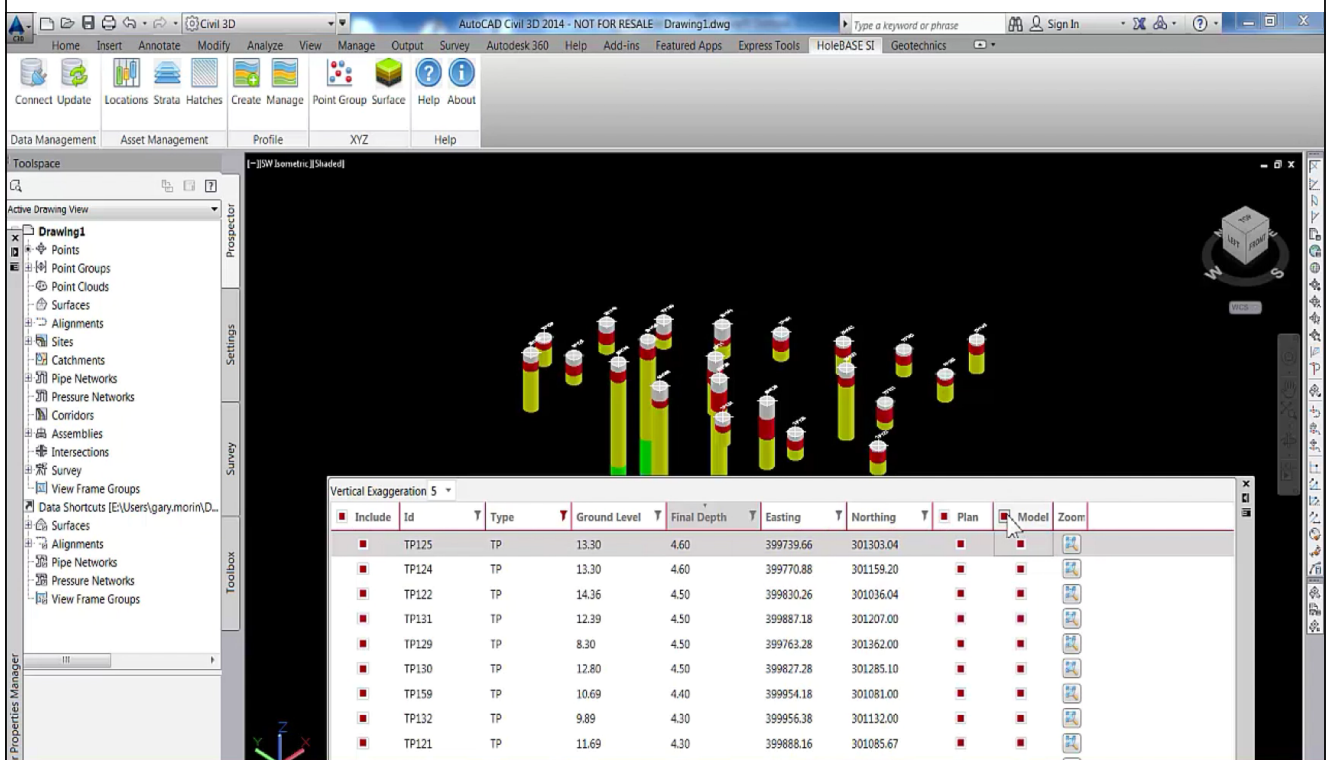 Civil 3D
AutoCAD Civil 3D 2014 - NOT FOR RESALE Drawing1.dwg
Type a keyword or phrase
Sign In
Home Insert Annotate Modify Analyze View Manage Output Survey Autodesk 360 Help Add-ins Featured Apps Express Tools HoleBASE SI Geotechnics
Connect Update Locations Strata Hatches Create Manage Point Group Surface Help About
Data Management Asset Management Profile XYZ Help
Toolspace
[−][SW Isometric][Shaded]
Active Drawing View
Prospector
Settings
Survey
Toolbox
Drawing1
Points
Point Groups
Point Clouds
Surfaces
Alignments
Sites
Catchments
Pipe Networks
Pressure Networks
Corridors
Assemblies
Intersections
Survey
View Frame Groups
Data Shortcuts [E:\Users\gary.morin\D...
Surfaces
Alignments
Pipe Networks
Pressure Networks
View Frame Groups
TOP
LEFT
FRONT
W
S
WCS
Vertical Exaggeration 5
Include Id Type Ground Level Final Depth Easting Northing Plan Model Zoom
TP125 TP 13.30 4.60 399739.66 301303.04
TP124 TP 13.30 4.60 399770.88 301159.20
TP122 TP 14.36 4.50 399830.26 301036.04
TP131 TP 12.39 4.50 399887.18 301207.00
TP129 TP 8.30 4.50 399763.28 301362.00
TP130 TP 12.80 4.50 399827.28 301285.10
TP159 TP 10.69 4.40 399954.18 301081.00
TP132 TP 9.89 4.30 399956.38 301132.00
TP121 TP 11.69 4.30 399888.16 301085.67
Properties Manager
Z
Y
X